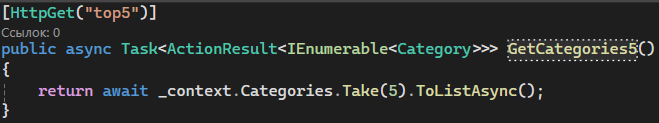 [HttpGet("top5")]
Ссылок: 0
public async Task<ActionResult<IEnumerable<Category>>> GetCategories5()
{
    return await _context.Categories.Take(5).ToListAsync();
}